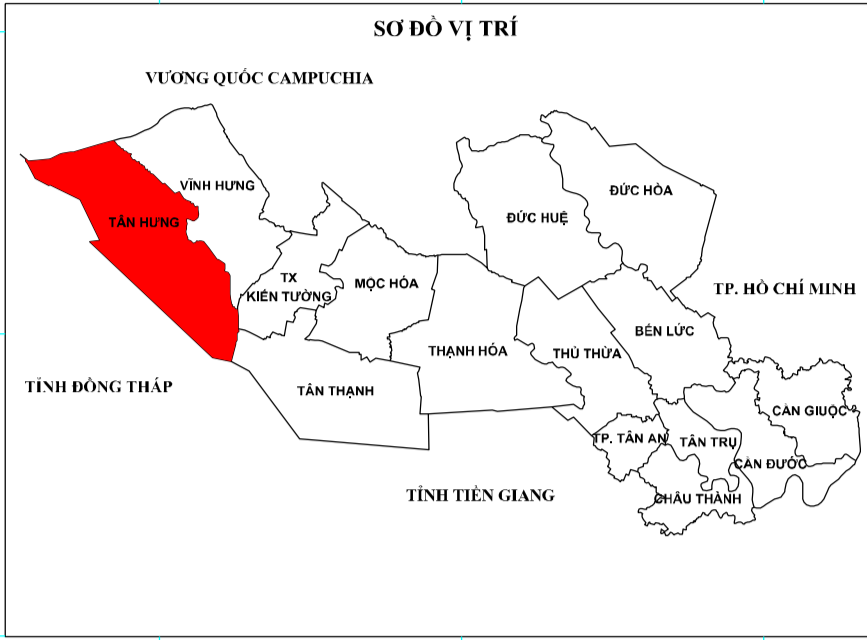 SƠ ĐỒ VỊ TRÍ
VƯƠNG QUỐC CAMPUCHIA
VĨNH HƯNG
ĐỨC HÒA
TÂN HƯNG
ĐỨC HUỆ
TX
KIẾN TƯỜNG
MỘC HÓA
TP. HỒ CHÍ MINH
BẾN LỨC
THẠNH HÓA
THỦ THỪA
TỈNH ĐỒNG THÁP
TÂN THẠNH
CẦN GIUỘC
TP. TÂN AN
TÂN TRỤ
CẦN ĐƯỚC
TỈNH TIỀN GIANG
CHÂU THÀNH